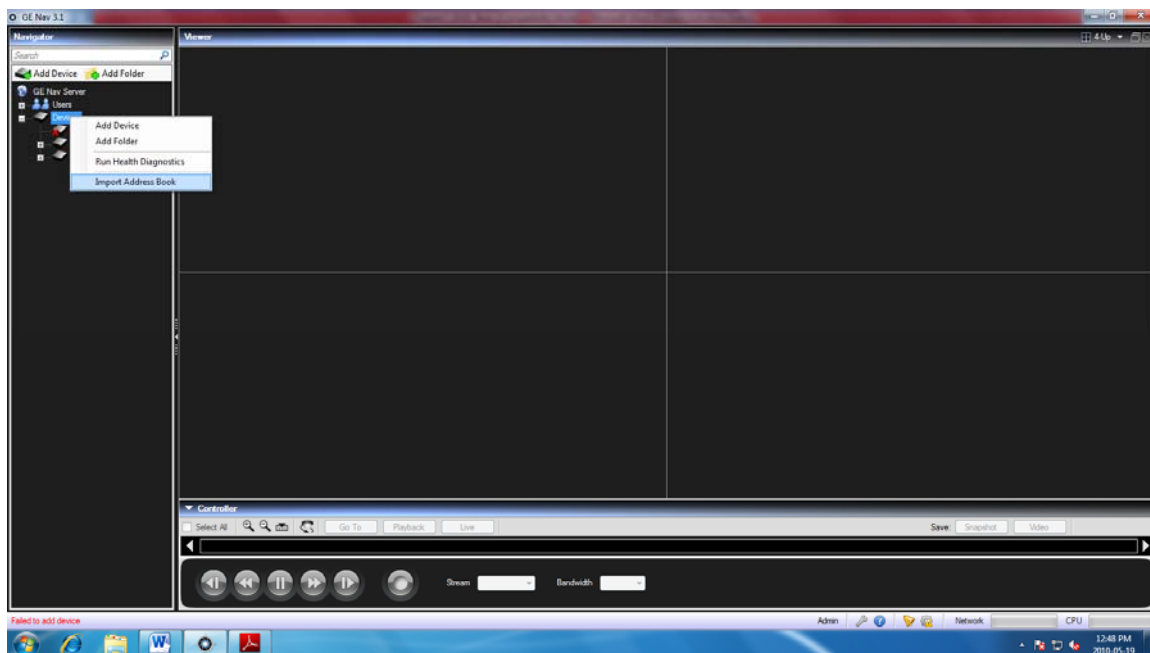 GE Nav 3.1
Navigator
Viewer
4-Up
Search
Add Device Add Folder
GE Nav Server
Users
Add Device
Add Folder
Run Health Diagnostics
Import Address Book
Controller
Select All Go To Playback Live Save: Snapshot Video
Stream Bandwidth
Failed to add device Admin Network CPU
12:48 PM
2010-05-19